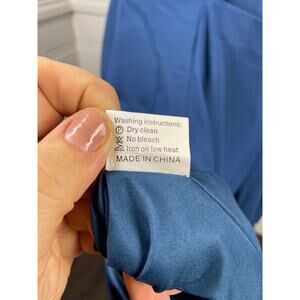 Washing instructions:
Ⓟ Dry clean
No bleach
Iron on low heat
MADE IN CHINA